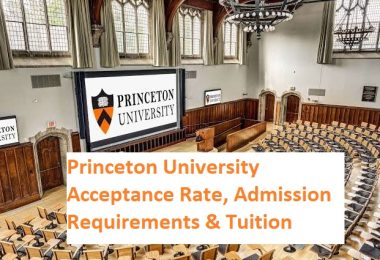 PRINCETON
UNIVERSITY
Princeton University
Acceptance Rate, Admission
Requirements & Tuition